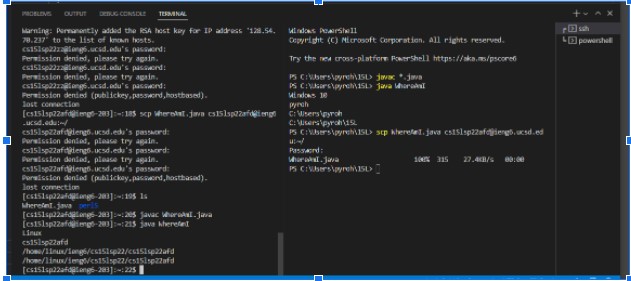 PROBLEMS OUTPUT DEBUG CONSOLE TERMINAL
Warning: Permanently added the RSA host key for IP address '128.54.
70.237' to the list of known hosts.
cs15lsp22zz@ieng6.ucsd.edu's password:
Permission denied, please try again.
cs15lsp22zz@ieng6.ucsd.edu's password:
Permission denied, please try again.
cs15lsp22zz@ieng6.ucsd.edu's password:
Permission denied (publickey,password,hostbased).
lost connection
[cs15lsp22afd@ieng6-203]:~:18$ scp WhereAmI.java cs15lsp22afd@ieng6
.ucsd.edu:~/
cs15lsp22afd@ieng6.ucsd.edu's password:
Permission denied, please try again.
cs15lsp22afd@ieng6.ucsd.edu's password:
Permission denied, please try again.
cs15lsp22afd@ieng6.ucsd.edu's password:
Permission denied (publickey,password,hostbased).
lost connection
[cs15lsp22afd@ieng6-203]:~:19$ ls
WhereAmI.java perl5
[cs15lsp22afd@ieng6-203]:~:20$ javac WhereAmI.java
[cs15lsp22afd@ieng6-203]:~:21$ java WhereAmI
Linux
cs15lsp22afd
/home/linux/ieng6/cs15lsp22/cs15lsp22afd
/home/linux/ieng6/cs15lsp22/cs15lsp22afd
[cs15lsp22afd@ieng6-203]:~:22$
Windows PowerShell
Copyright (C) Microsoft Corporation. All rights reserved.
Try the new cross-platform PowerShell https://aka.ms/pscore6
PS C:\Users\pyroh\15L> javac *.java
PS C:\Users\pyroh\15L> java WhereAmI
Windows 10
pyroh
C:\Users\pyroh
C:\Users\pyroh\15L
PS C:\Users\pyroh\15L> scp WhereAmI.java cs15lsp22afd@ieng6.ucsd.ed
u:~/
Password:
WhereAmI.java 100% 315 27.4KB/s 00:00
PS C:\Users\pyroh\15L>
ssh
powershell